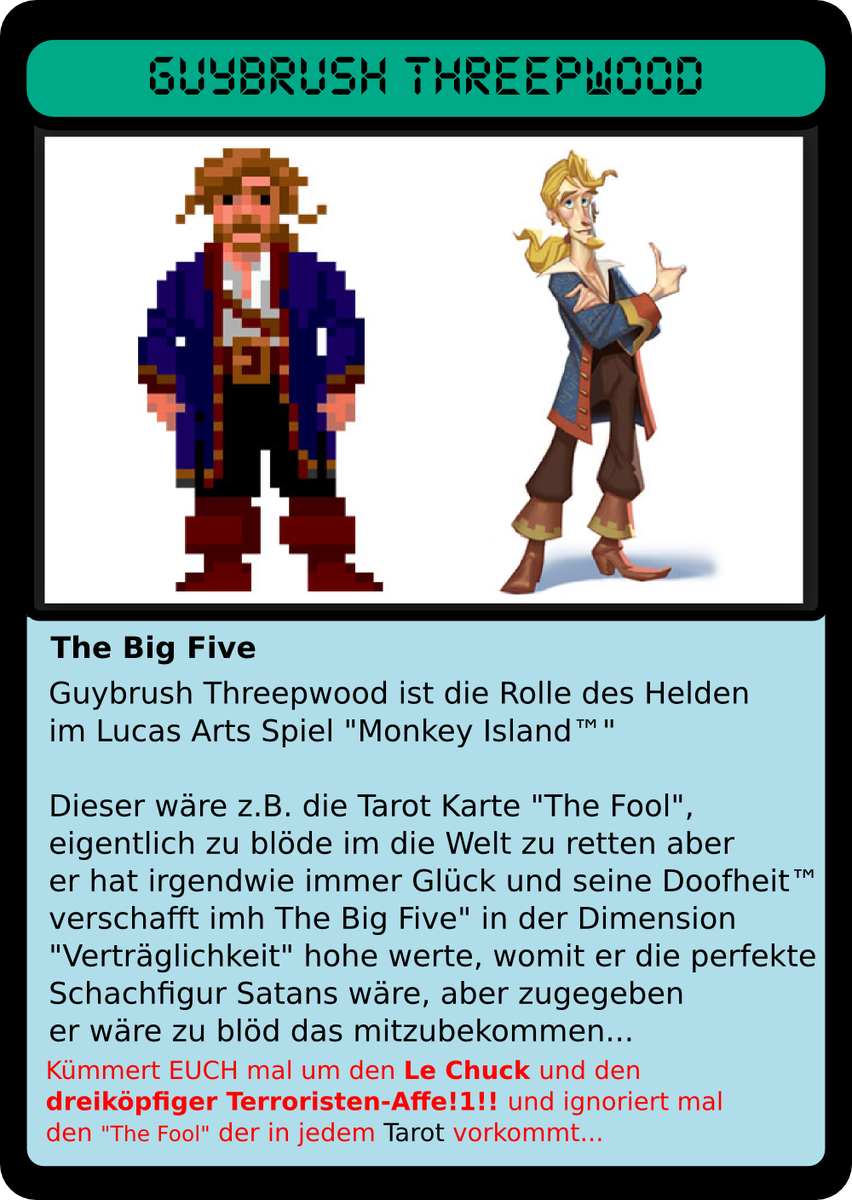 GUYBRUSH THREEPWOOD
The Big Five
Guybrush Threepwood ist die Rolle des Helden
im Lucas Arts Spiel "Monkey Island™"
Dieser wäre z.B. die Tarot Karte "The Fool",
eigentlich zu blöde im die Welt zu retten aber
er hat irgendwie immer Glück und seine Doofheit™
verschafft imh The Big Five" in der Dimension
"Verträglichkeit" hohe werte, womit er die perfekte
Schachfigur Satans wäre, aber zugegeben
er wäre zu blöd das mitzubekommen...
Kümmert EUCH mal um den Le Chuck und den
dreiköpfiger Terroristen-Affe!1!! und ignoriert mal
den "The Fool" der in jedem Tarot vorkommt...